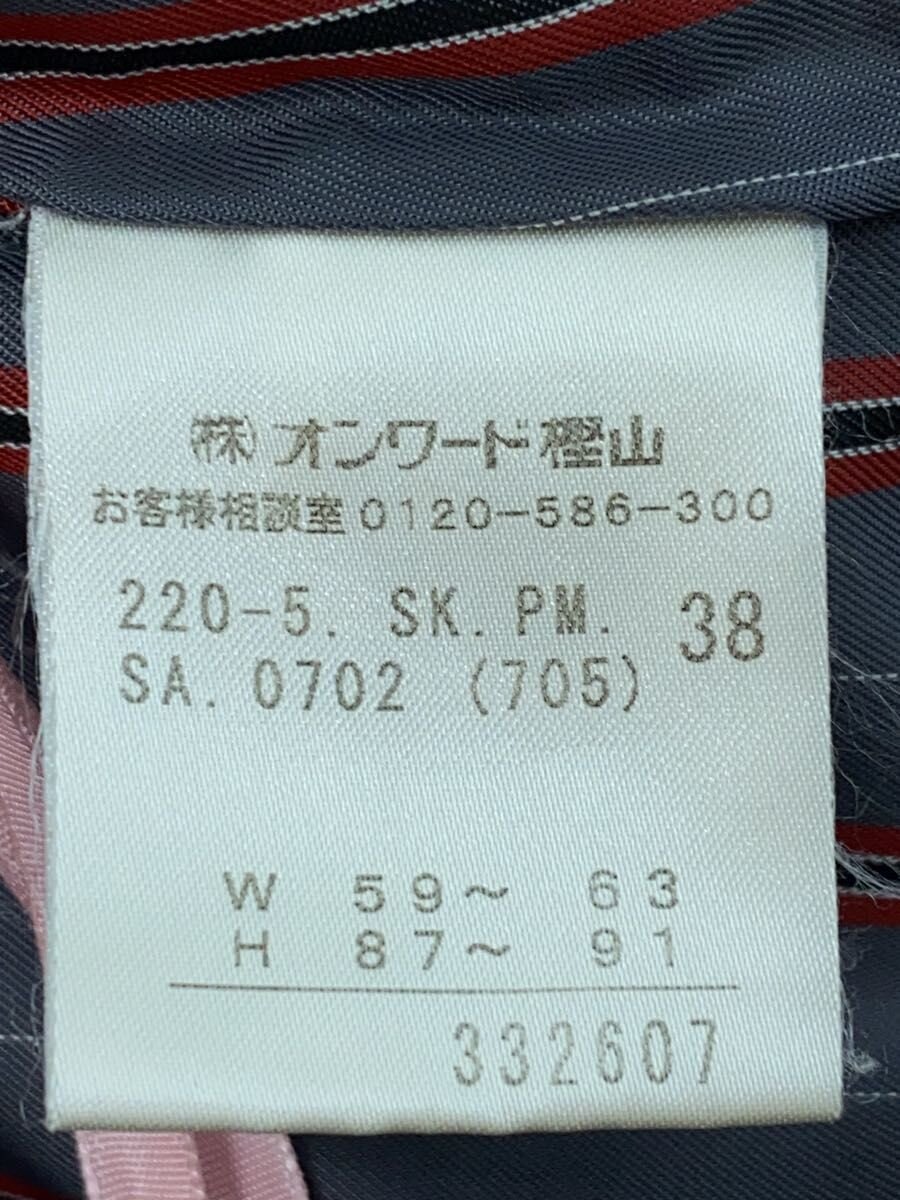 ㈱オンワード樫山
お客様相談室0120-586-300
220-5. SK. PM. 38
SA. 0702 (705)
W 59～ 63
H 87～ 91
332607